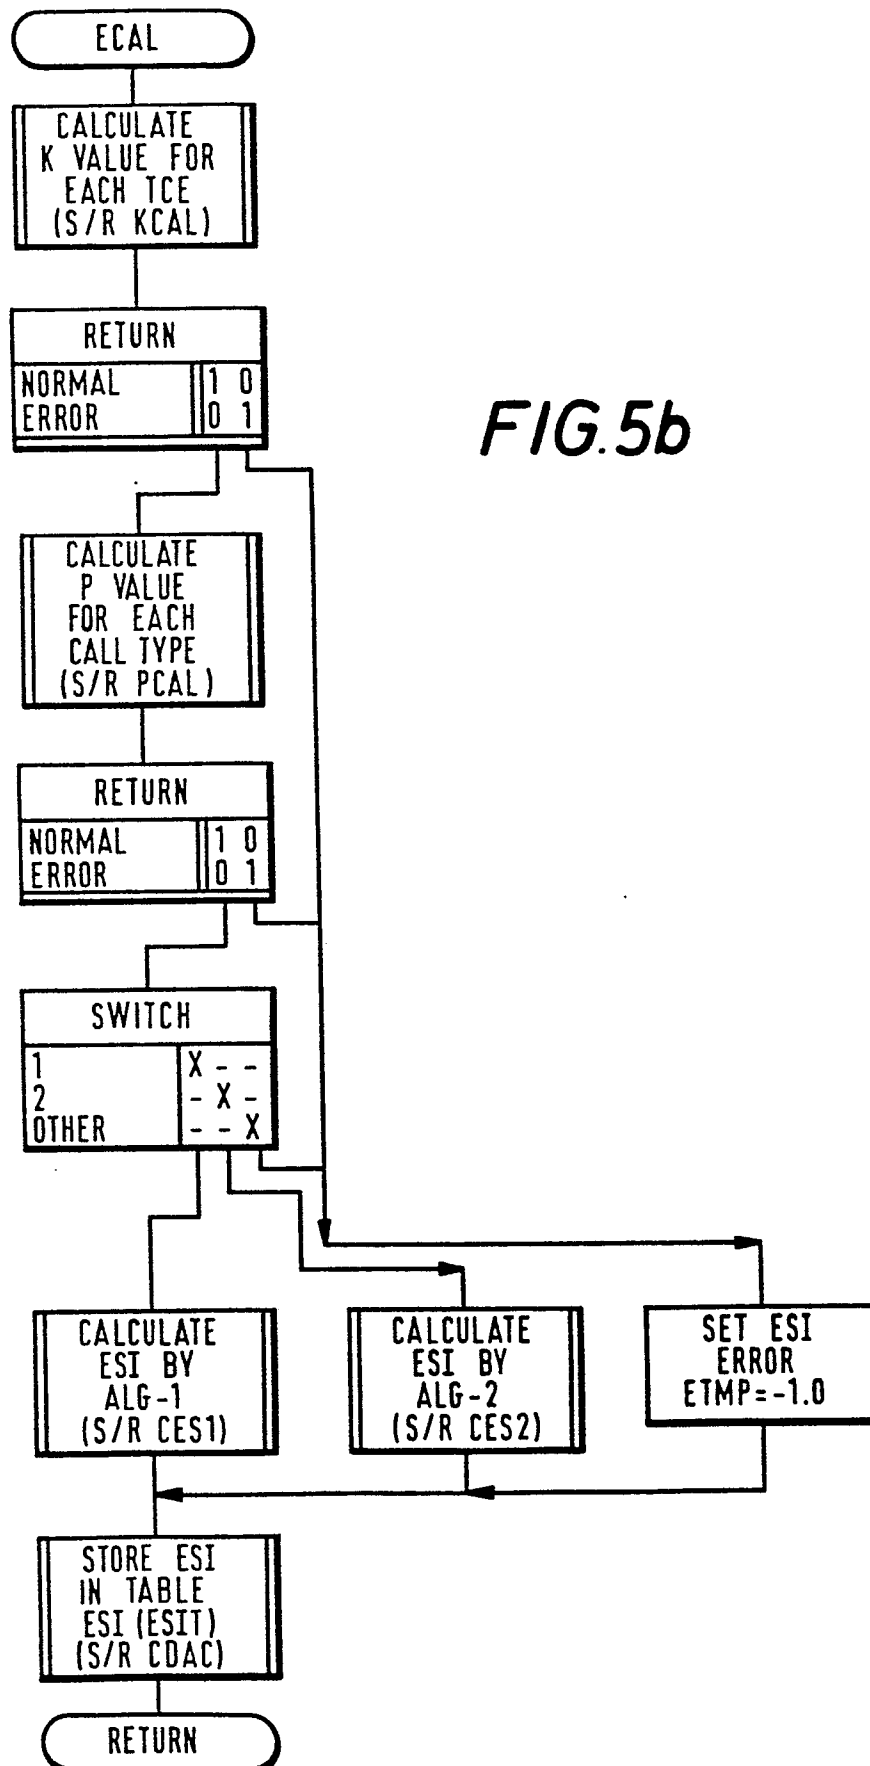 ECAL
CALCULATE
K VALUE FOR
EACH TCE
(S/R KCAL)
RETURN
NORMAL 1 0
ERROR 0 1
FIG.5b
CALCULATE
P VALUE
FOR EACH
CALL TYPE
(S/R PCAL)
RETURN
NORMAL 1 0
ERROR 0 1
SWITCH
1 X - -
2 - X -
OTHER - - X
CALCULATE
ESI BY
ALG-1
(S/R CES1)
CALCULATE
ESI BY
ALG-2
(S/R CES2)
SET ESI
ERROR
ETMP=-1.0
STORE ESI
IN TABLE
ESI (ESIT)
(S/R CDAC)
RETURN